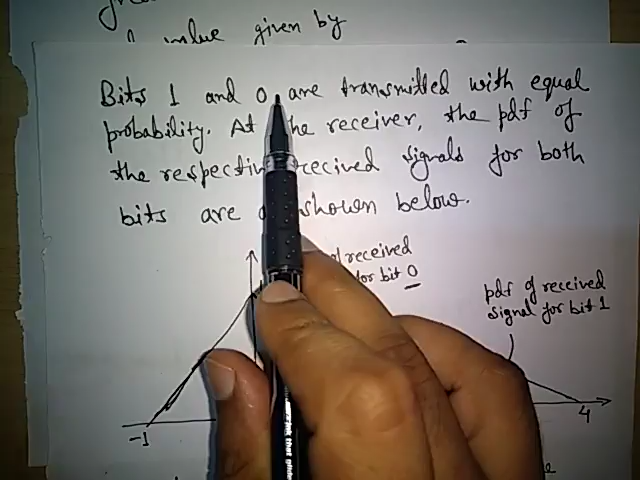 value given by
Bits 1 and 0 are transmitted with equal
probability. At the receiver, the pdf of
the respective received signals for both
bits are as shown below.
of received
for bit 0
pdf of received
signal for bit 1
-1
4